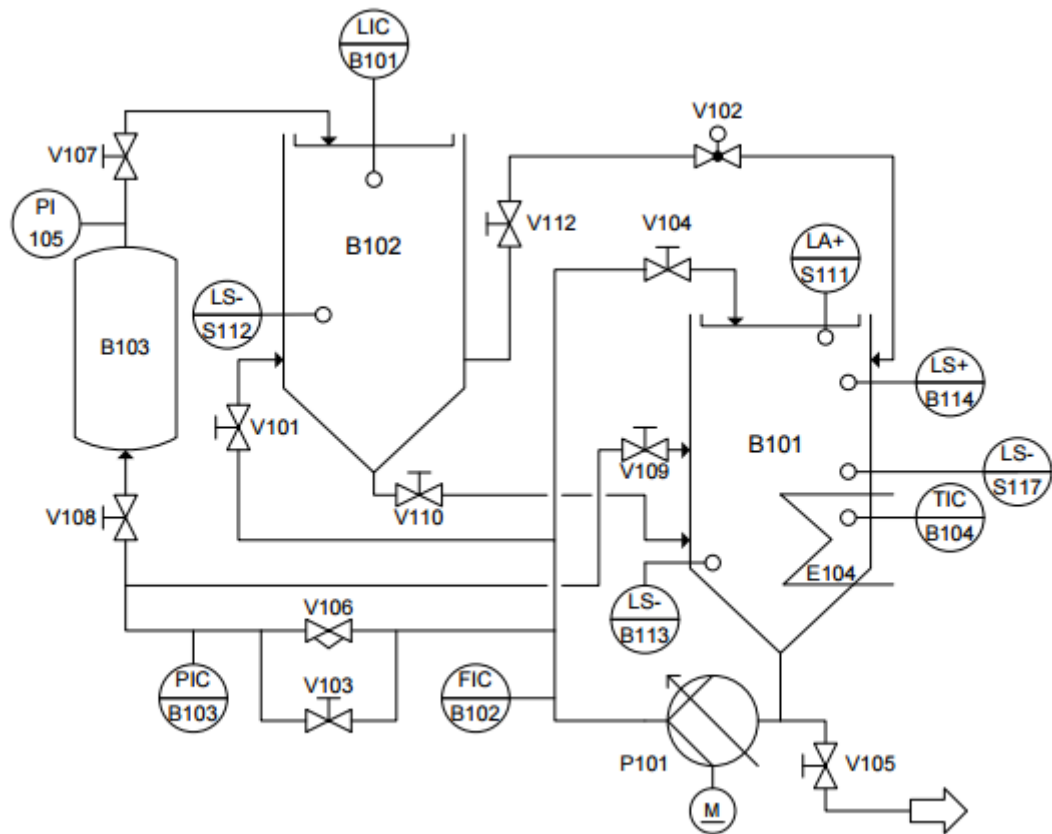 LIC
B101
V102
V107
PI
105
V112
V104
LA+
S111
B102
LS-
S112
B103
LS+
B114
V101
B101
V109
LS-
S117
V108
V110
TIC
B104
E104
V106
LS-
B113
PIC
B103
V103
FIC
B102
P101
V105
M